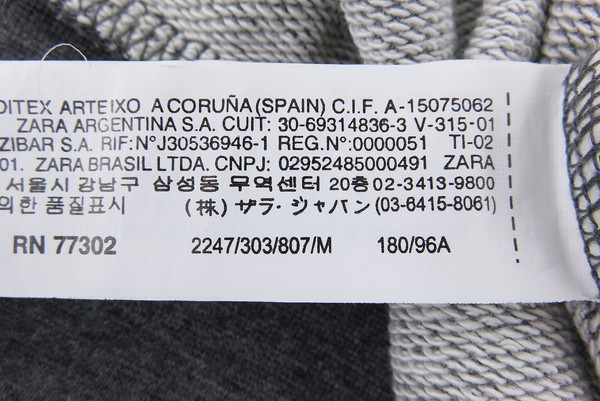 DITEX ARTEIXO A CORUÑA (SPAIN) C.I.F. A-15075062
ZARA ARGENTINA S.A. CUIT: 30-69314836-3 V-315-01
ZIBAR S.A. RIF:NºJ30536946-1 REG.Nº:0000051 TI-02
01. ZARA BRASIL LTDA. CNPJ: 02952485000491 ZARA
서울시 강남구 삼성동 무역센터 20층 02-3413-9800
의한 품질표시 (株) ザラ・ジャパン (03-6415-8061)
RN 77302 2247/303/807/M 180/96A